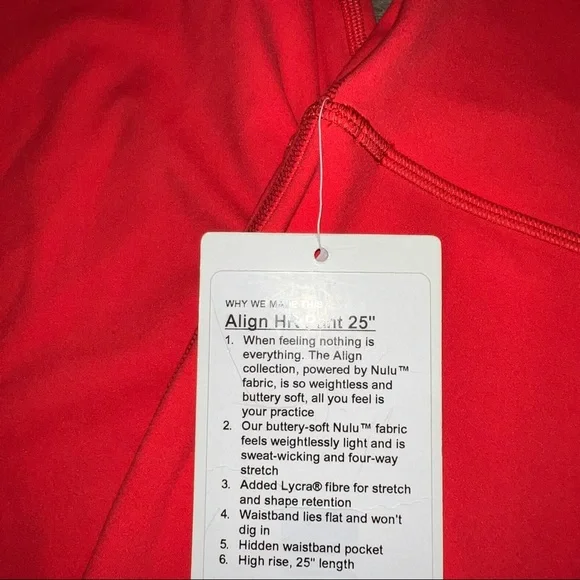 WHY WE MADE THIS
Align HR Pant 25"
1. When feeling nothing is
everything. The Align
collection, powered by Nulu™
fabric, is so weightless and
buttery soft, all you feel is
your practice
2. Our buttery-soft Nulu™ fabric
feels weightlessly light and is
sweat-wicking and four-way
stretch
3. Added Lycra® fibre for stretch
and shape retention
4. Waistband lies flat and won't
dig in
5. Hidden waistband pocket
6. High rise, 25" length